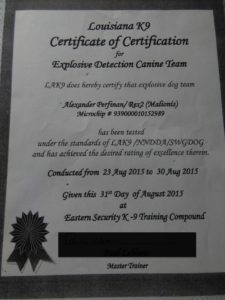 Louisiana K9
Certificate of Certification
for
Explosive Detection Canine Team
LAK9 does hereby certify that explosive dog team
Alexander Perfinan/ Rex2 (Malionis)
Microchip # 939000010152989
has been tested
under the standards of LAK9 /NNDDA/SWGDOG
and has achieved the desired rating of excellence therein.
Conducted from 23 Aug 2015 to 30 Aug 2015
Given this 31st Day of August 2015
at
Eastern Security K -9 Training Compound
Master Trainer